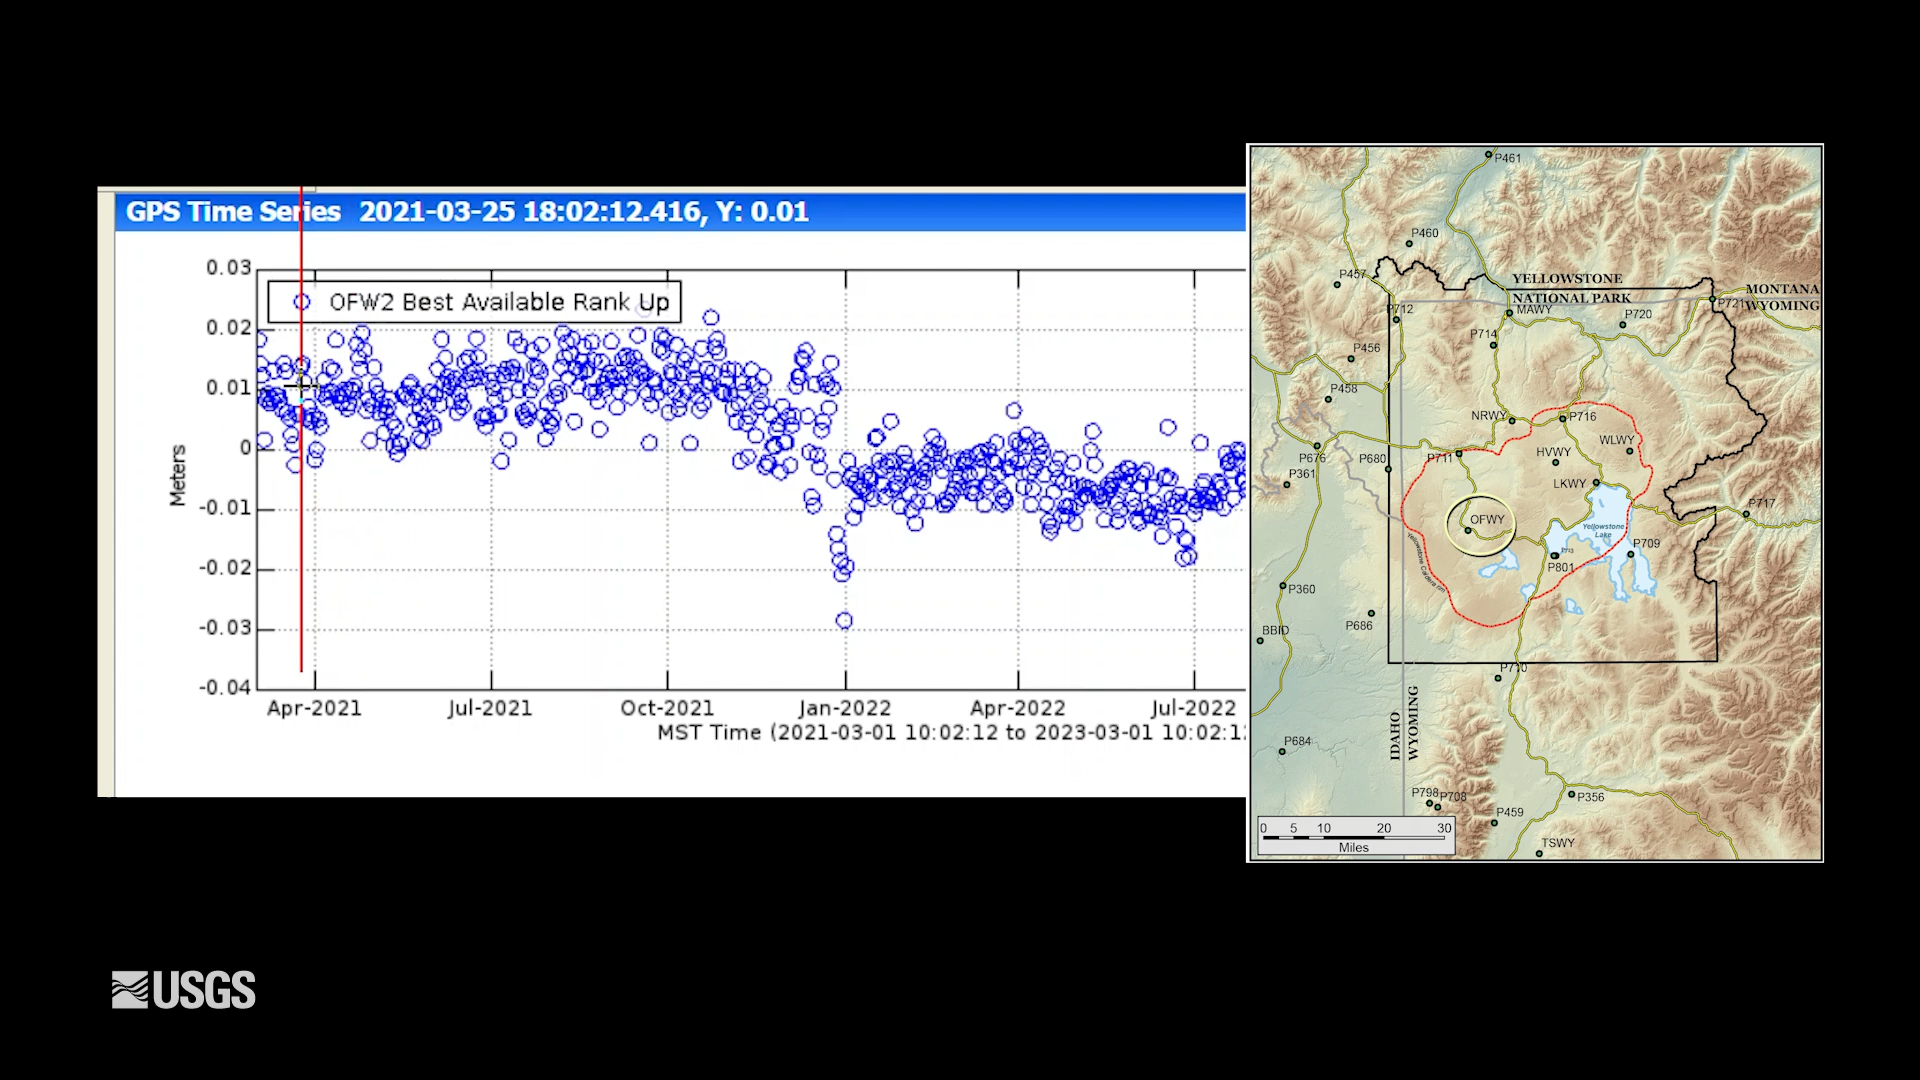 GPS Time Series 2021-03-25 18:02:12.416, Y: 0.01
OFW2 Best Available Rank Up
0.03
0.02
0.01
0
-0.01
-0.02
-0.03
-0.04
Meters
Apr-2021
Jul-2021
Oct-2021
Jan-2022
Apr-2022
Jul-2022
MST Time (2021-03-01 10:02:12 to 2023-03-01 10:02:1
P461
P460
P457
YELLOWSTONE
NATIONAL PARK
MONTANA
WYOMING
P721
P712
MAWY
P720
P714
P456
P458
NRWY
P716
WLWY
P676
P680
P711
HVWY
P361
LKWY
P717
OFWY
Yellowstone
Lake
P709
Yellowstone Caldera rim
P801
P360
P686
BBID
P710
IDAHO
WYOMING
P684
P798
P708
P356
P459
TSWY
0 5 10 20 30
Miles
USGS